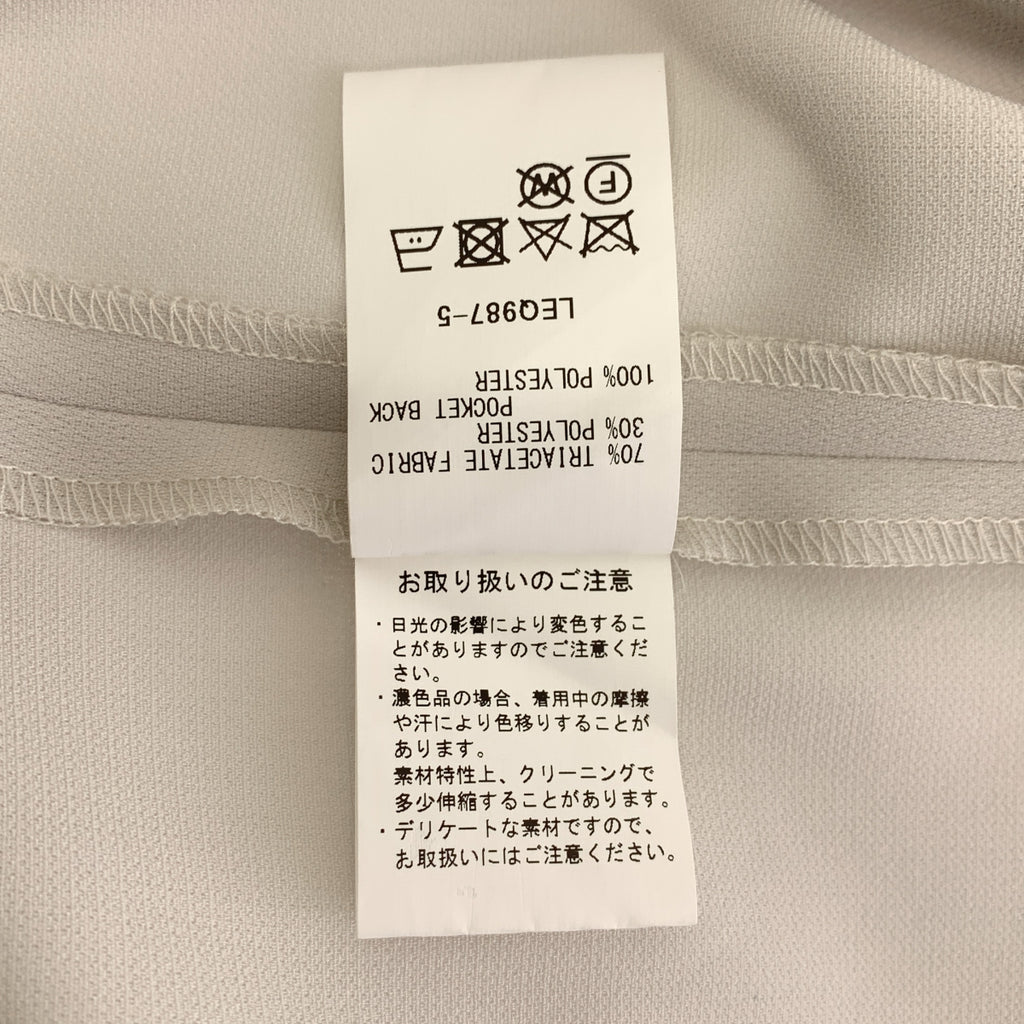 70% TRIACETATE FABRIC
30% POLYESTER
POCKET BACK
100% POLYESTER
LEQ987-5
F
W
お取り扱いのご注意
・日光の影響により変色するこ
とがありますのでご注意くだ
さい。
・濃色品の場合、着用中の摩擦
や汗により色移りすることが
あります。
素材特性上、クリーニングで
多少伸縮することがあります。
・デリケートな素材ですので、
お取扱いにはご注意ください。